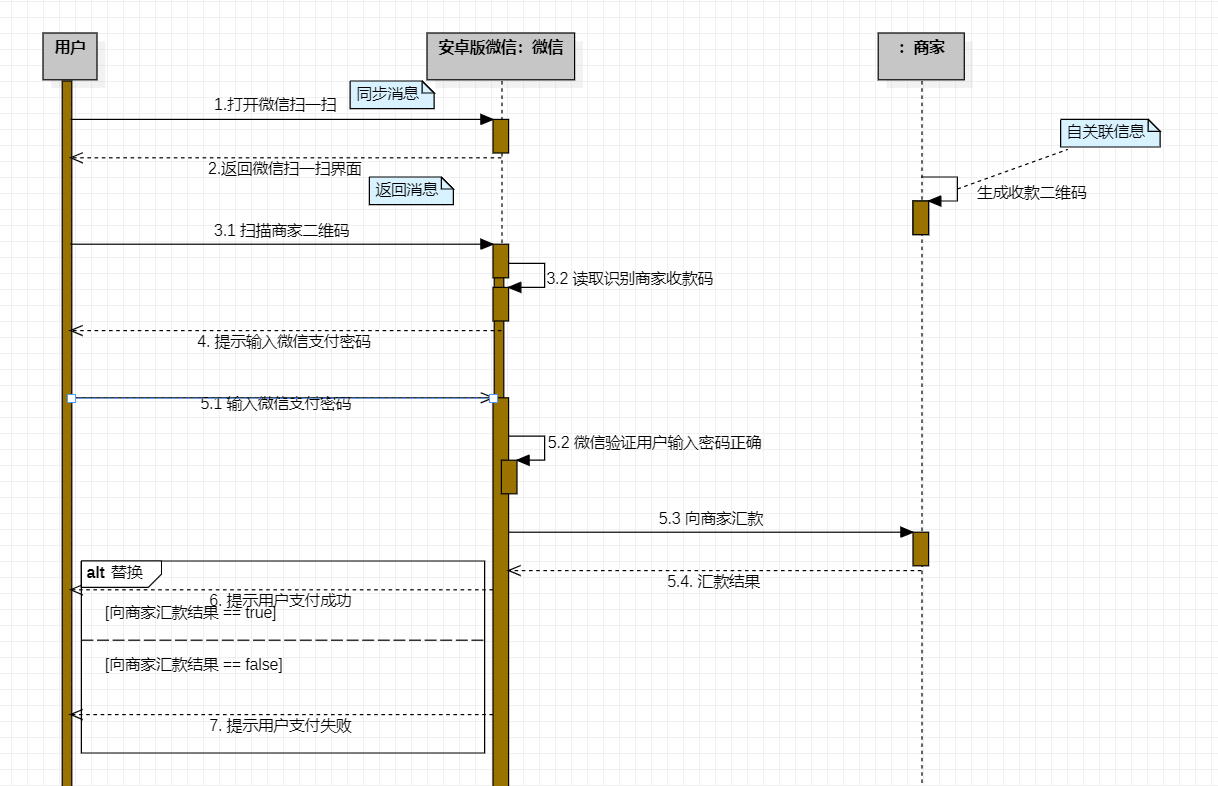 用户
安卓版微信：微信
：商家
同步消息
1.打开微信扫一扫
自关联信息
2.返回微信扫一扫界面
返回消息
生成收款二维码
3.1 扫描商家二维码
3.2 读取识别商家收款码
4. 提示输入微信支付密码
5.1 输入微信支付密码
5.2 微信验证用户输入密码正确
5.3 向商家汇款
alt 替换
5.4. 汇款结果
6. 提示用户支付成功
[向商家汇款结果 == true]
[向商家汇款结果 == false]
7. 提示用户支付失败